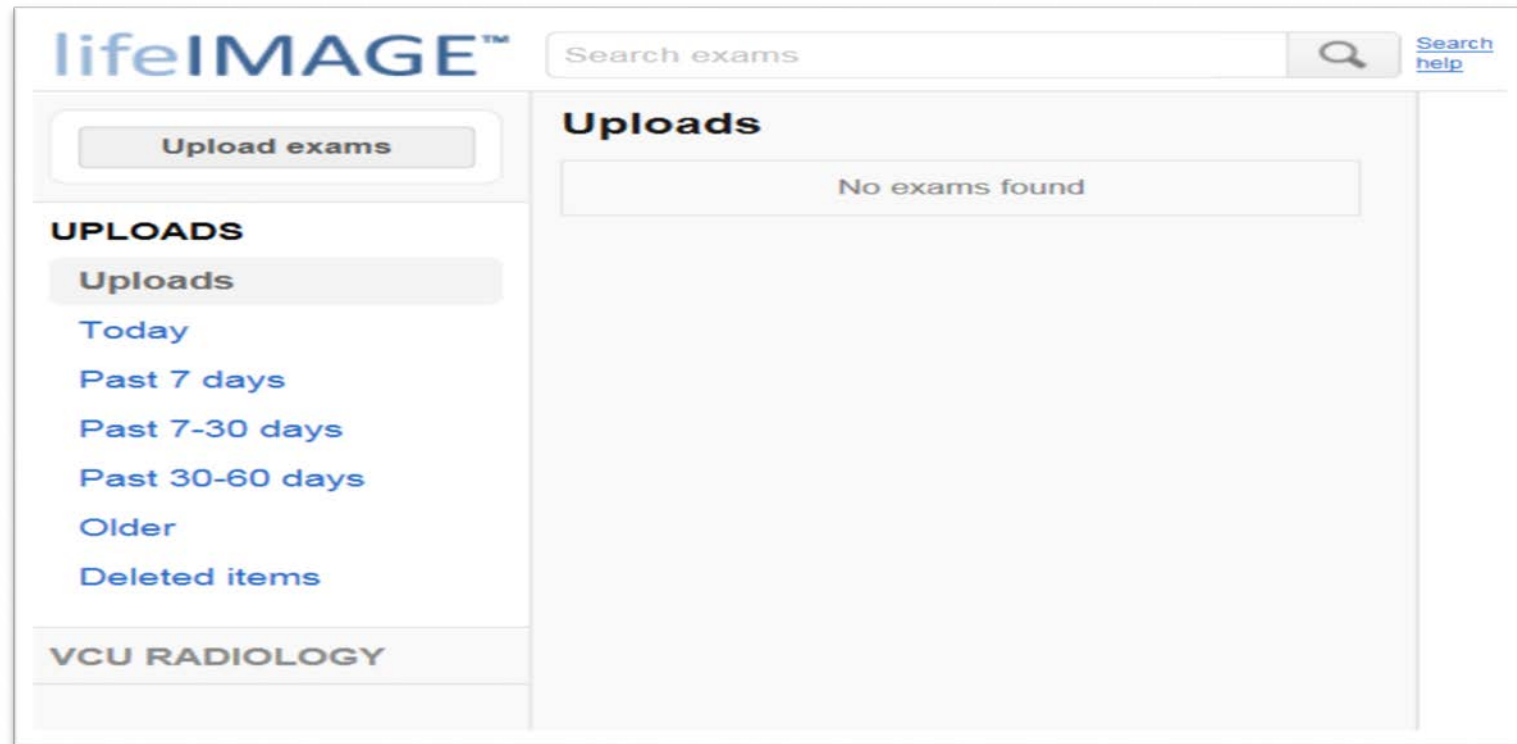 lifeIMAGE™
Search exams
Search
help
Upload exams
UPLOADS
Uploads
Today
Past 7 days
Past 7-30 days
Past 30-60 days
Older
Deleted items
VCU RADIOLOGY
Uploads
No exams found